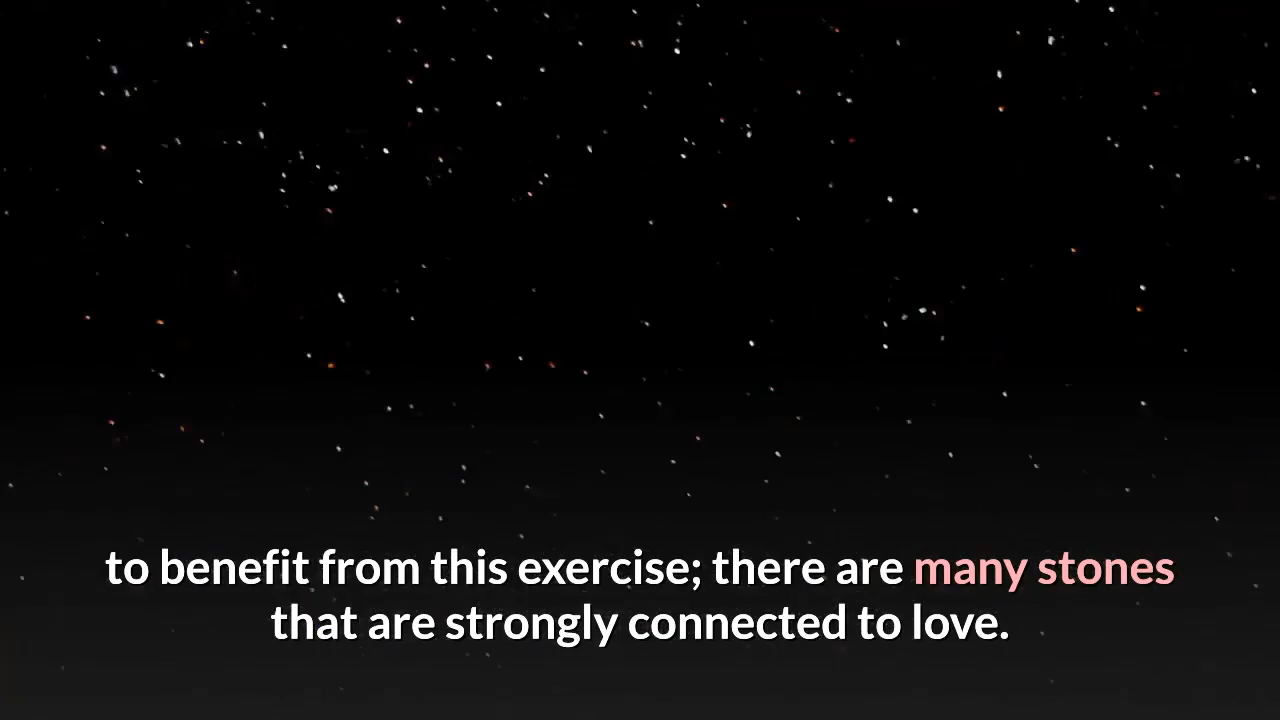 to benefit from this exercise; there are many stones
that are strongly connected to love.